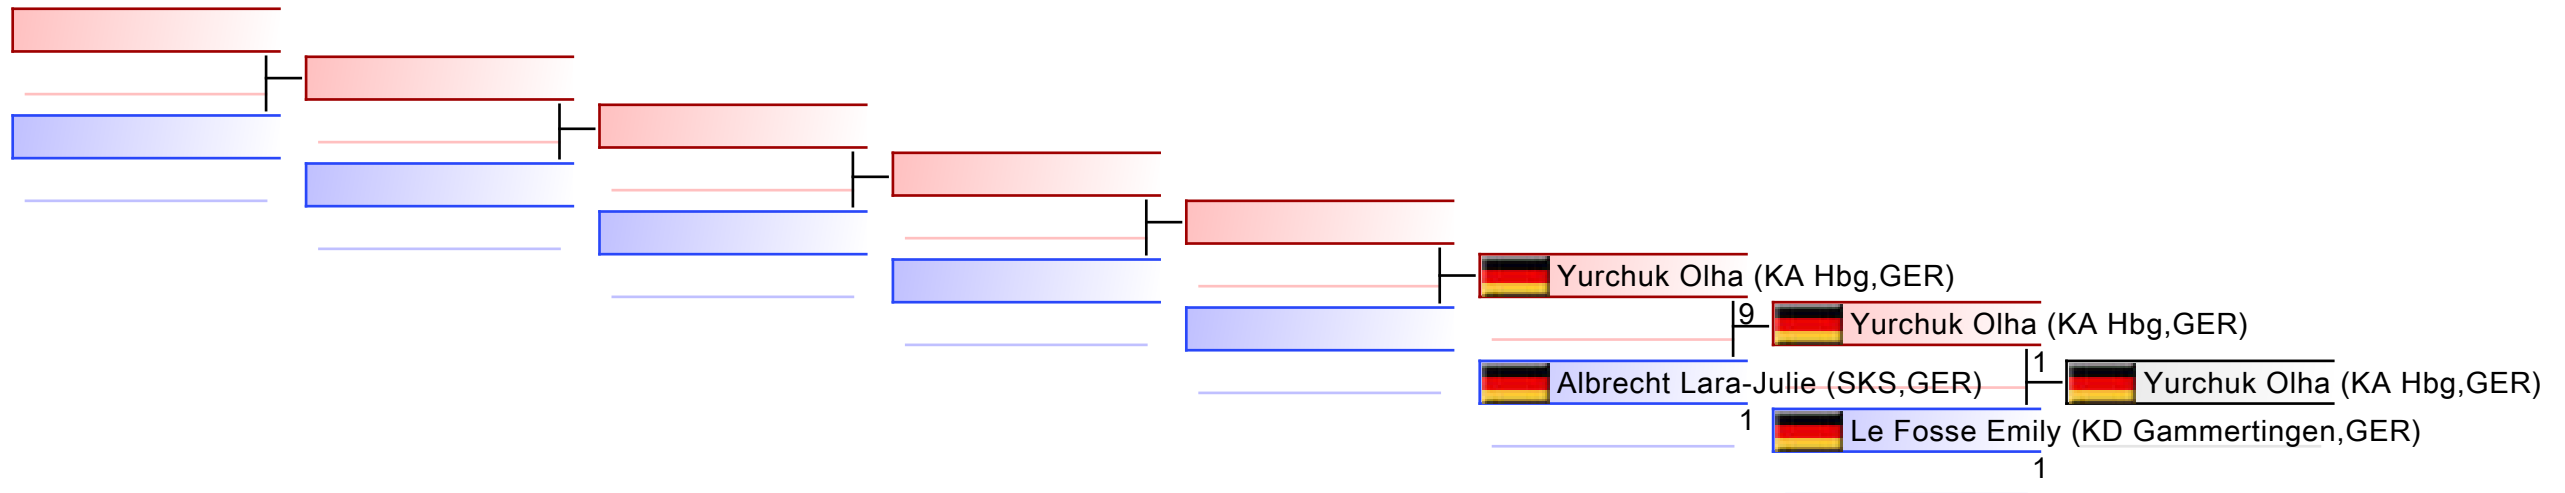 Yurchuk Olha (KA Hbg,GER)
9
Yurchuk Olha (KA Hbg,GER)
1
Albrecht Lara-Julie (SKS,GER)
Yurchuk Olha (KA Hbg,GER)
1
Le Fosse Emily (KD Gammertingen,GER)
1